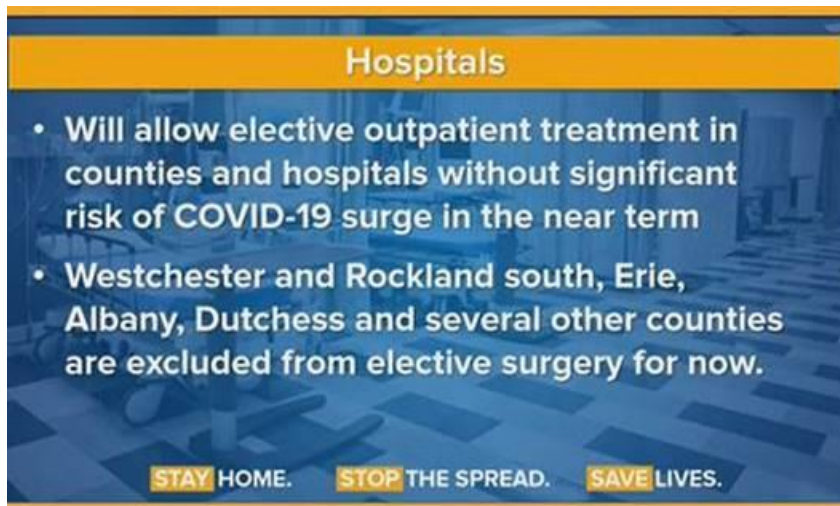 Hospitals
• Will allow elective outpatient treatment in
counties and hospitals without significant
risk of COVID-19 surge in the near term
• Westchester and Rockland south, Erie,
Albany, Dutchess and several other counties
are excluded from elective surgery for now.
STAY HOME. STOP THE SPREAD. SAVE LIVES.